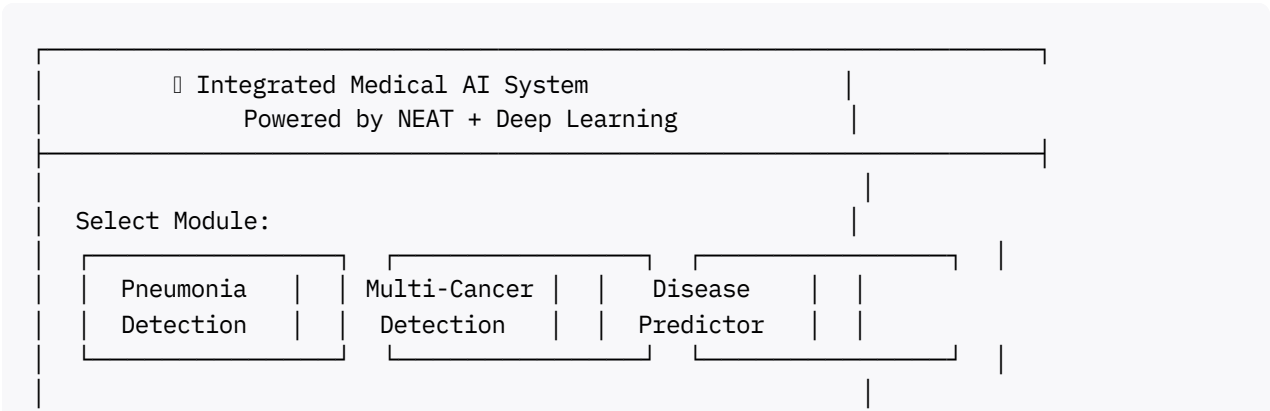 Integrated Medical AI System
Powered by NEAT + Deep Learning
Select Module:
Pneumonia Multi-Cancer Disease
Detection Detection Predictor